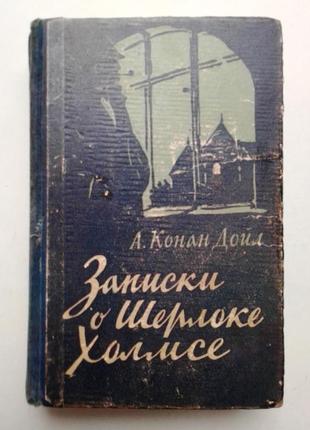 А. Конан Дойл
Записки
о Шерлоке
Холмсе